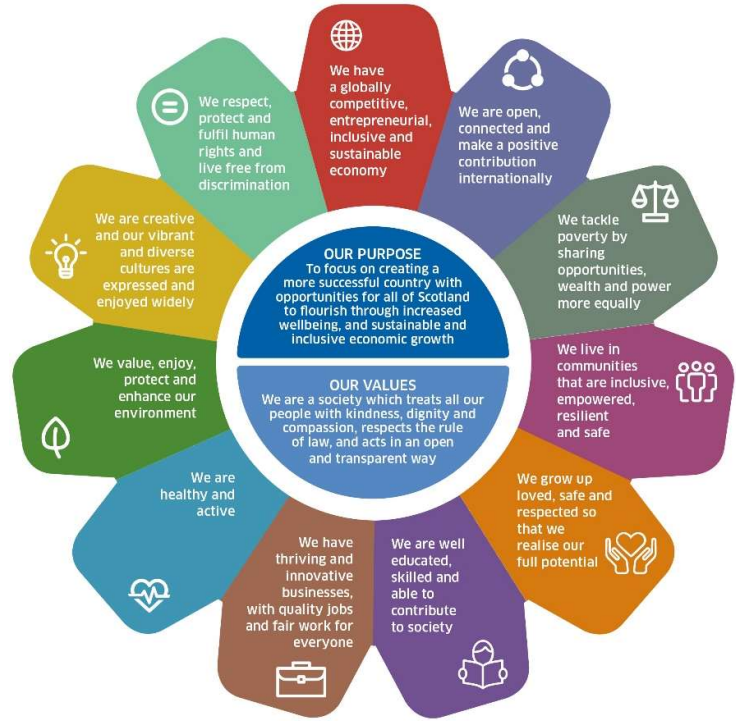 We have
a globally
competitive,
entrepreneurial,
inclusive and
sustainable
economy
We are open,
connected and
make a positive
contribution
internationally
We tackle
poverty by
sharing
opportunities,
wealth and power
more equally
We live in
communities
that are inclusive,
empowered,
resilient
and safe
We grow up
loved, safe and
respected so
that we
realise our
full potential
We are well
educated,
skilled and
able to
contribute
to society
We have
thriving and
innovative
businesses,
with quality jobs
and fair work for
everyone
We are
healthy and
active
We value, enjoy,
protect and
enhance our
environment
We are creative
and our vibrant
and diverse
cultures are
expressed and
enjoyed widely
We respect,
protect and
fulfil human
rights and
live free from
discrimination
OUR PURPOSE
To focus on creating a
more successful country with
opportunities for all of Scotland
to flourish through increased
wellbeing, and sustainable and
inclusive economic growth
OUR VALUES
We are a society which treats all our
people with kindness, dignity and
compassion, respects the rule
of law, and acts in an open
and transparent way